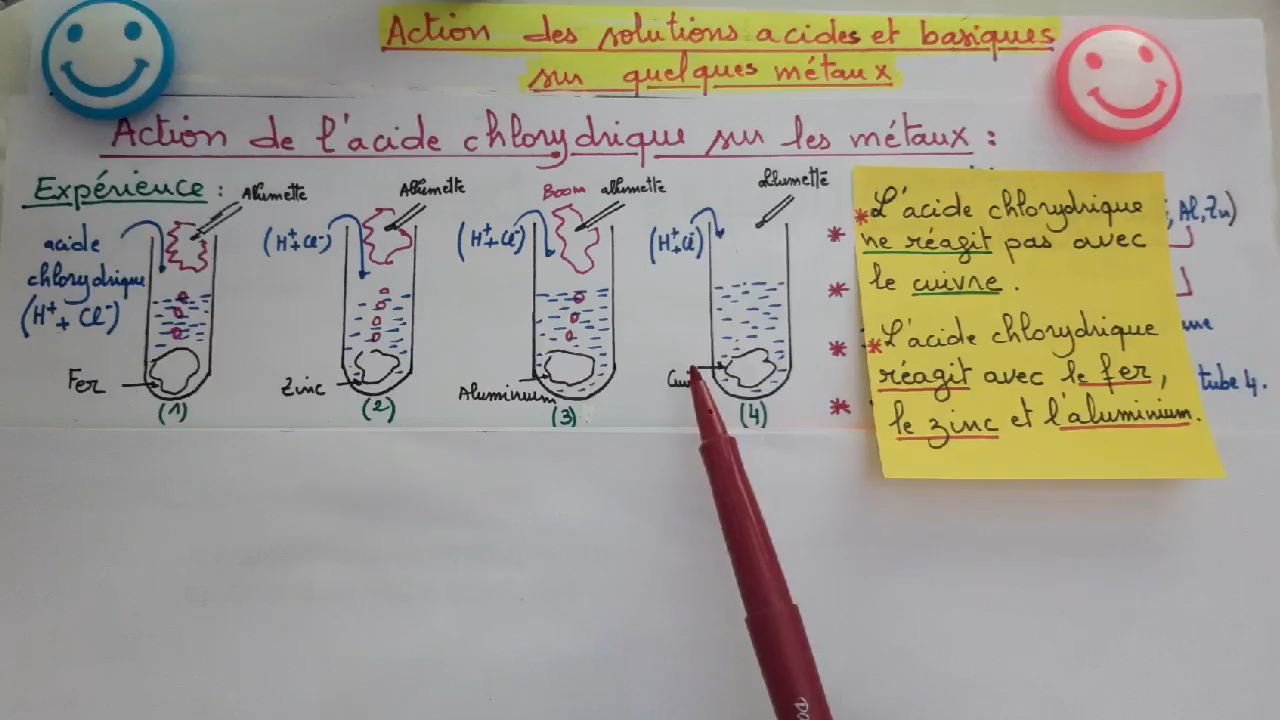 Action des solutions acides et basiques
sur quelques métaux
Action de l'acide chlorydrique sur les métaux :
Expérience :
Alumette
Alumette
Boom
allumette
Allumette
acide
chlorydrique
(H⁺ + Cl⁻)
(H⁺+Cl⁻)
(H⁺+Cl⁻)
(H⁺+Cl⁻)
Fer
Zinc
Aluminium
(1)
(2)
(3)
(4)
* L'acide chlorydrique
ne réagit pas avec
le cuivre.
* L'acide chlorydrique
réagit avec le fer,
le zinc et l'aluminium.
*
*
*
*
, Al, Zn)
tube 4.